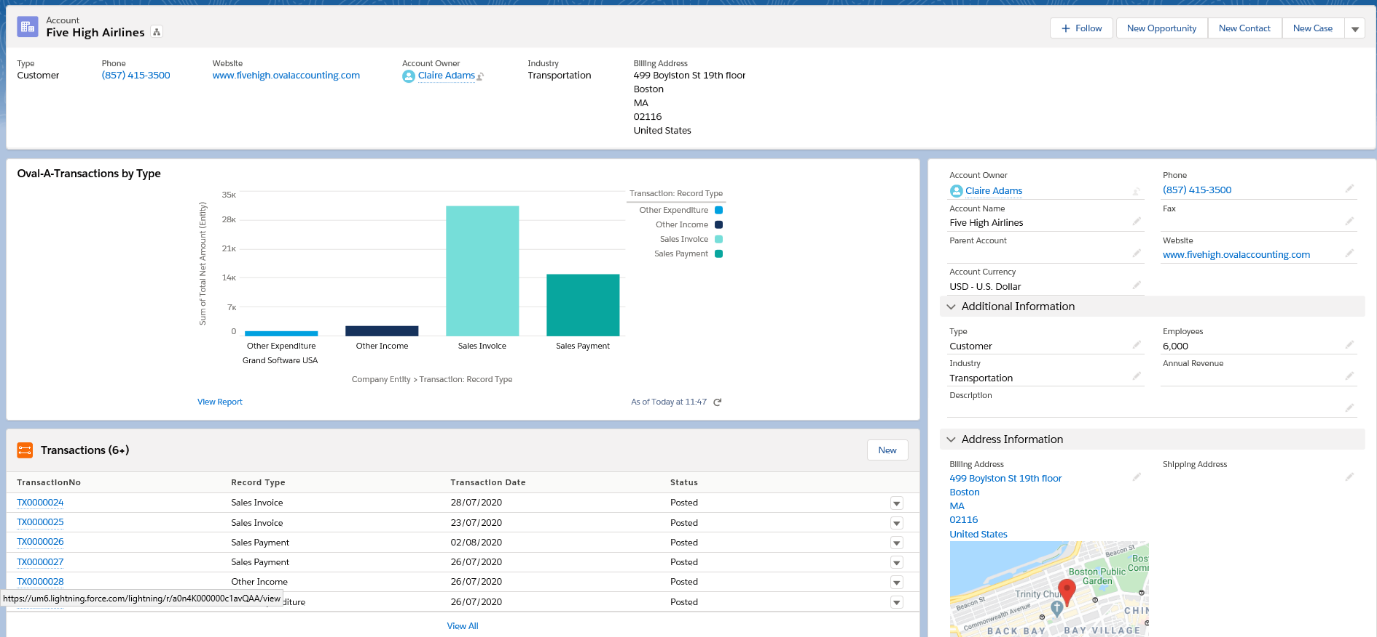 Account
Five High Airlines
Follow
New Opportunity
New Contact
New Case
Type
Customer
Phone
(857) 415-3500
Website
www.fivehigh.ovalaccounting.com
Account Owner
Claire Adams
Industry
Transportation
Billing Address
499 Boylston St 19th floor
Boston
MA
02116
United States
Oval-A-Transactions by Type
Sum of Total Net Amount (Entity)
35K
28K
21K
14K
7K
0
Other Expenditure
Other Income
Sales Invoice
Sales Payment
Grand Software USA
Company Entity > Transaction: Record Type
Transaction: Record Type
Other Expenditure
Other Income
Sales Invoice
Sales Payment
View Report
As of Today at 11:47
Transactions (6+)
New
TransactionNo Record Type Transaction Date Status
TX0000024 Sales Invoice 28/07/2020 Posted
TX0000025 Sales Invoice 23/07/2020 Posted
TX0000026 Sales Payment 02/08/2020 Posted
TX0000027 Sales Payment 26/07/2020 Posted
TX0000028 Other Income 26/07/2020 Posted
https://um6.lightning.force.com/lightning/r/a0n4K000000c1avQAA/view diture 26/07/2020 Posted
View All
Account Owner
Claire Adams
Phone
(857) 415-3500
Account Name
Five High Airlines
Fax
Parent Account
Website
www.fivehigh.ovalaccounting.com
Account Currency
USD - U.S. Dollar
Additional Information
Type
Customer
Employees
6,000
Industry
Transportation
Annual Revenue
Description
Address Information
Billing Address
499 Boylston St 19th floor
Boston
MA
02116
United States
Shipping Address
Beacon St
Boston Public
Garden
Bos
Comm
Trinity Chu
Beacon St
Commonwealth Avenue
CHIN
BACK BAY
BAY VILLAGE